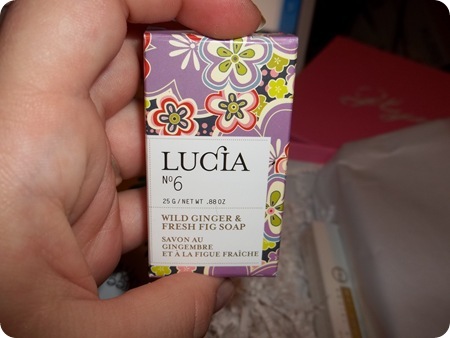 LUCIA
Nº6
25 G / NET WT .88 OZ
WILD GINGER &
FRESH FIG SOAP
SAVON AU
GINGEMBRE
ET À LA FIGUE FRAÎCHE